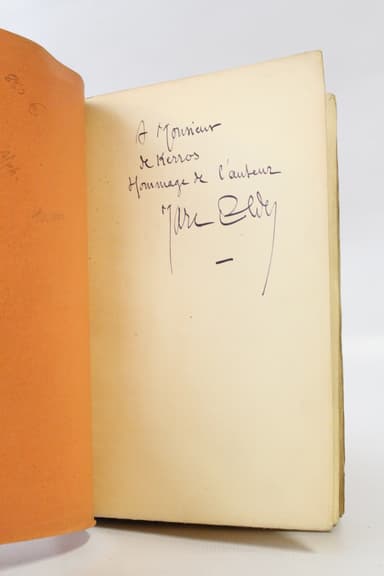 A Monsieur
de Kerros
Hommage de l'auteur
Marc Elder